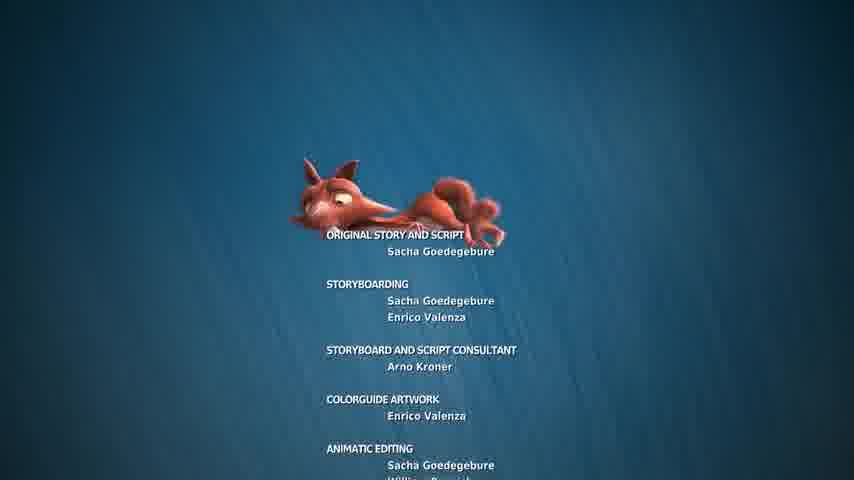 ORIGINAL STORY AND SCRIPT
Sacha Goedegebure
STORYBOARDING
Sacha Goedegebure
Enrico Valenza
STORYBOARD AND SCRIPT CONSULTANT
Arno Kroner
COLORGUIDE ARTWORK
Enrico Valenza
ANIMATIC EDITING
Sacha Goedegebure